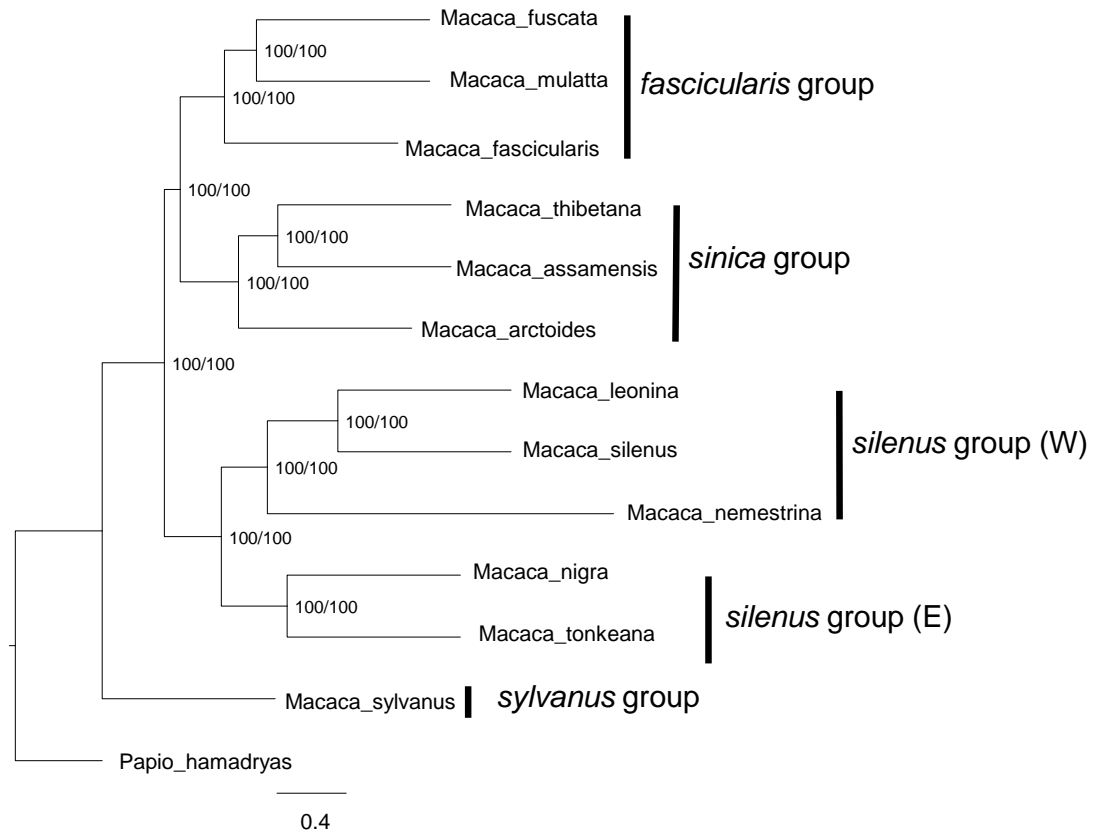 Macaca_fuscata
100/100
Macaca_mulatta
fascicularis group
100/100
Macaca_fascicularis
100/100
Macaca_thibetana
100/100
Macaca_assamensis
sinica group
100/100
Macaca_arctoides
100/100
Macaca_leonina
100/100
Macaca_silenus
silenus group (W)
100/100
Macaca_nemestrina
100/100
Macaca_nigra
100/100
Macaca_tonkeana
silenus group (E)
Macaca_sylvanus
sylvanus group
Papio_hamadryas
0.4